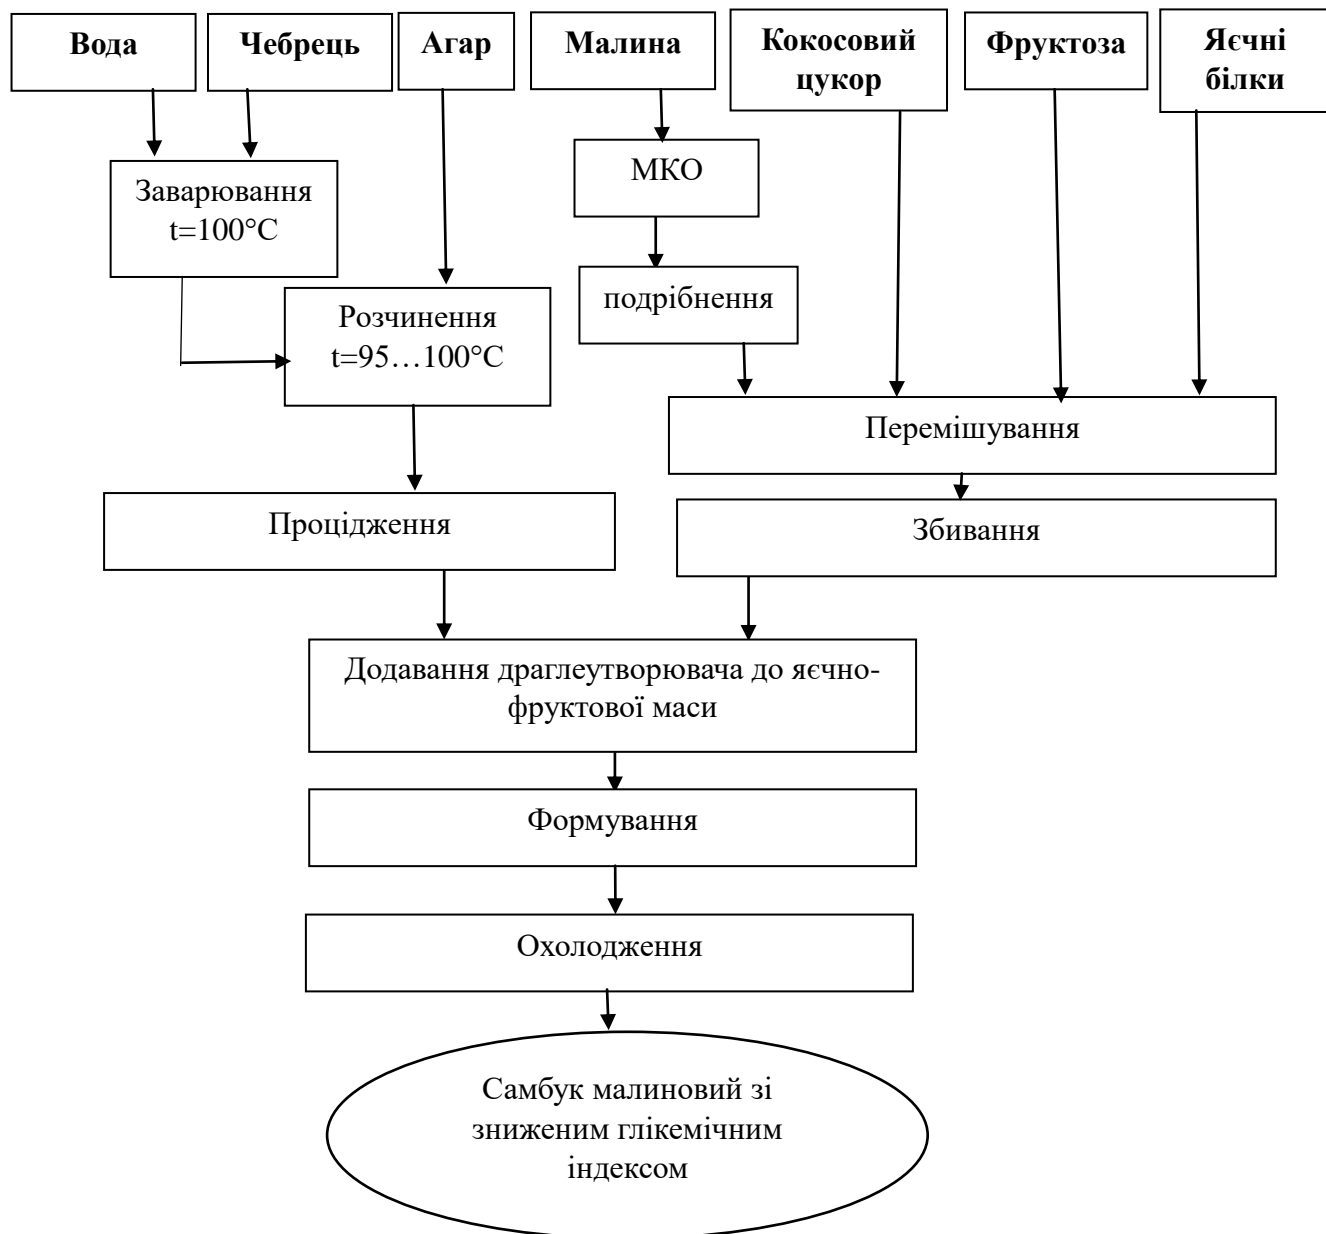 Вода
Чебрець
Агар
Малина
Кокосовий
цукор
Фруктоза
Яєчні
білки
Заварювання
t=100°C
МКО
подрібнення
Розчинення
t=95…100°C
Перемішування
Проціdження
Збивання
Додавання драглеутворювача до яєчно-
фруктової маси
Формування
Охолодження
Самбук малиновий зі
зниженим глікемічним
індексом